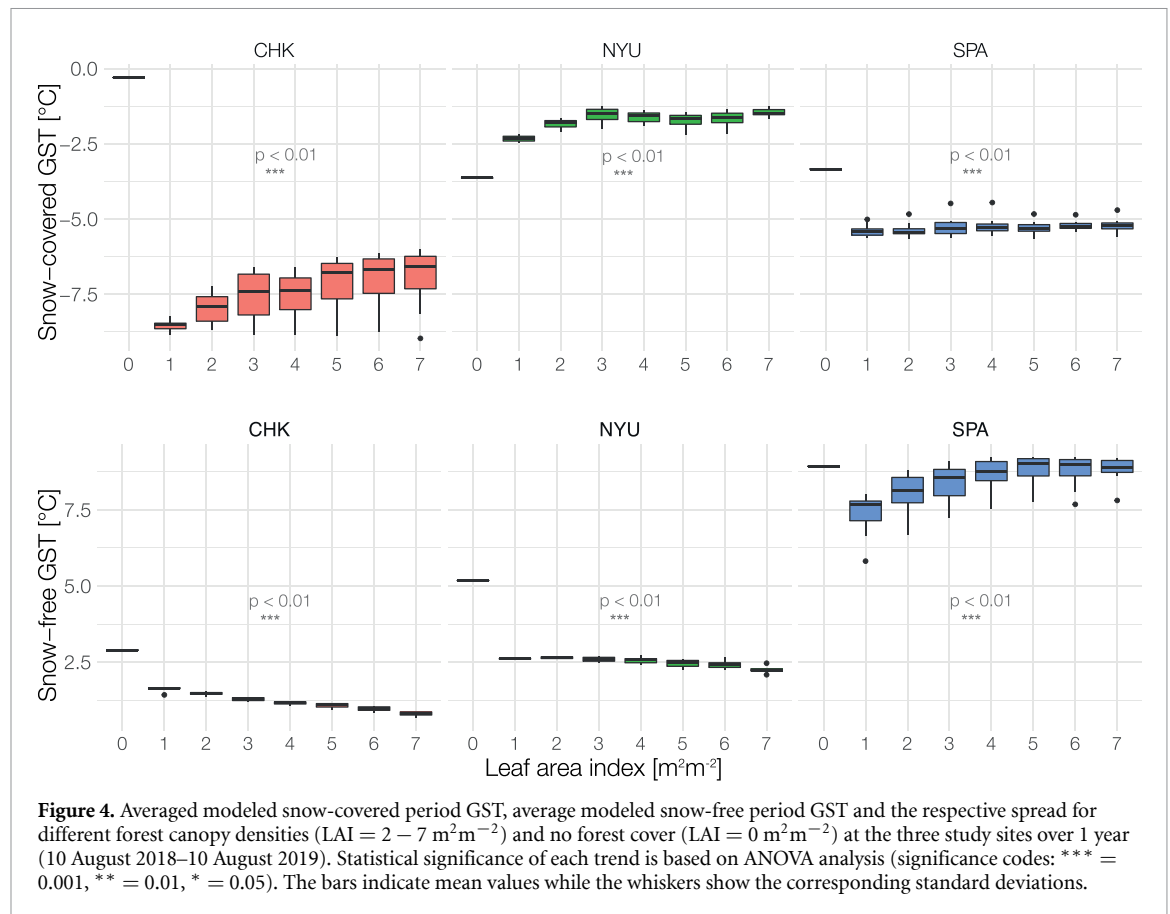 CHK NYU SPA
Snow-covered GST [°C]
0.0
−2.5
−5.0
−7.5
p < 0.01
***
p < 0.01
***
p < 0.01
***
0 1 2 3 4 5 6 7 0 1 2 3 4 5 6 7 0 1 2 3 4 5 6 7
CHK NYU SPA
Snow-free GST [°C]
7.5
5.0
2.5
p < 0.01
***
p < 0.01
***
p < 0.01
***
0 1 2 3 4 5 6 7 0 1 2 3 4 5 6 7 0 1 2 3 4 5 6 7
Leaf area index [m²m⁻²]
Figure 4. Averaged modeled snow-covered period GST, average modeled snow-free period GST and the respective spread for
different forest canopy densities (LAI = 2 − 7 m²m⁻²) and no forest cover (LAI = 0 m²m⁻²) at the three study sites over 1 year
(10 August 2018–10 August 2019). Statistical significance of each trend is based on ANOVA analysis (significance codes: *** =
0.001, ** = 0.01, * = 0.05). The bars indicate mean values while the whiskers show the corresponding standard deviations.